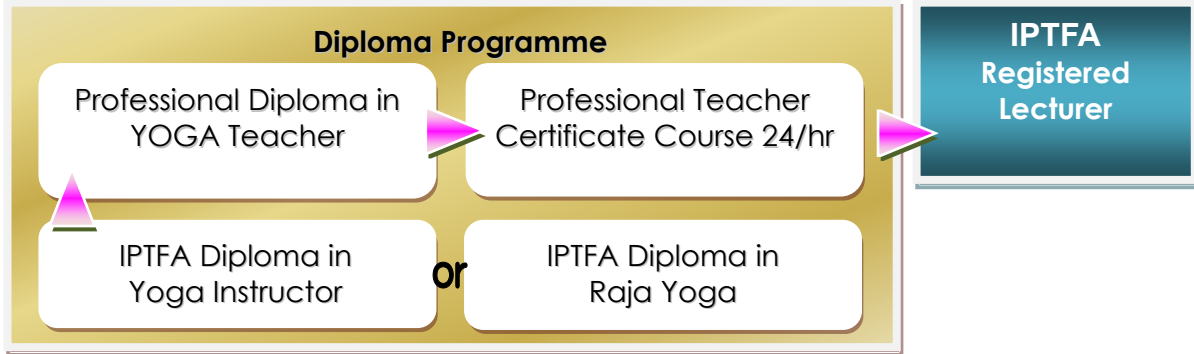 Diploma Programme
Professional Diploma in
YOGA Teacher
Professional Teacher
Certificate Course 24/hr
IPTFA
Registered
Lecturer
IPTFA Diploma in
Yoga Instructor
or
IPTFA Diploma in
Raja Yoga